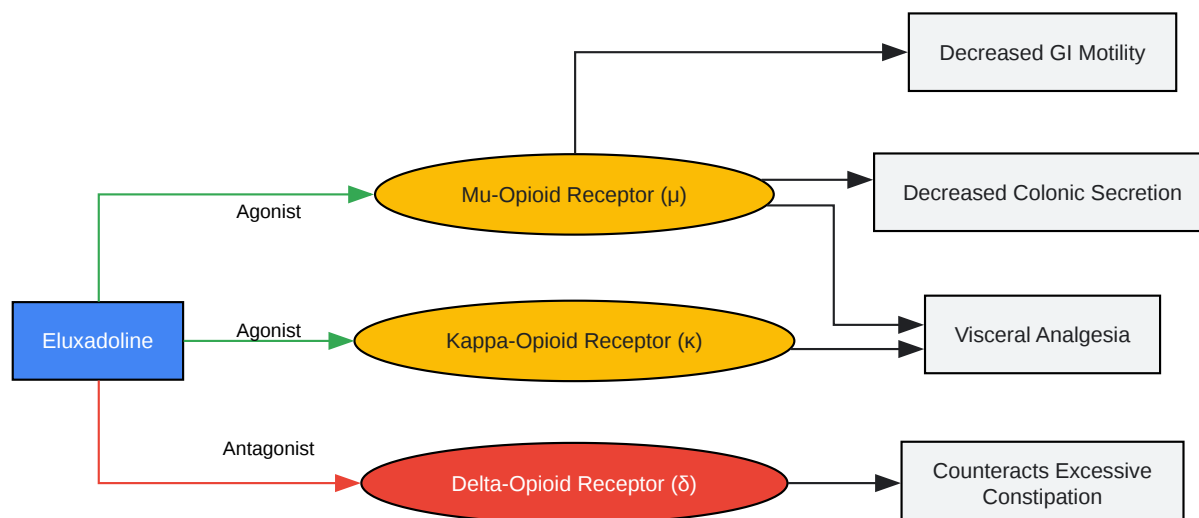 Decreased GI Motility
Mu-Opioid Receptor (μ)
Decreased Colonic Secretion
Agonist
Eluxadoline
Agonist
Kappa-Opioid Receptor (κ)
Visceral Analgesia
Antagonist
Delta-Opioid Receptor (δ)
Counteracts Excessive
Constipation